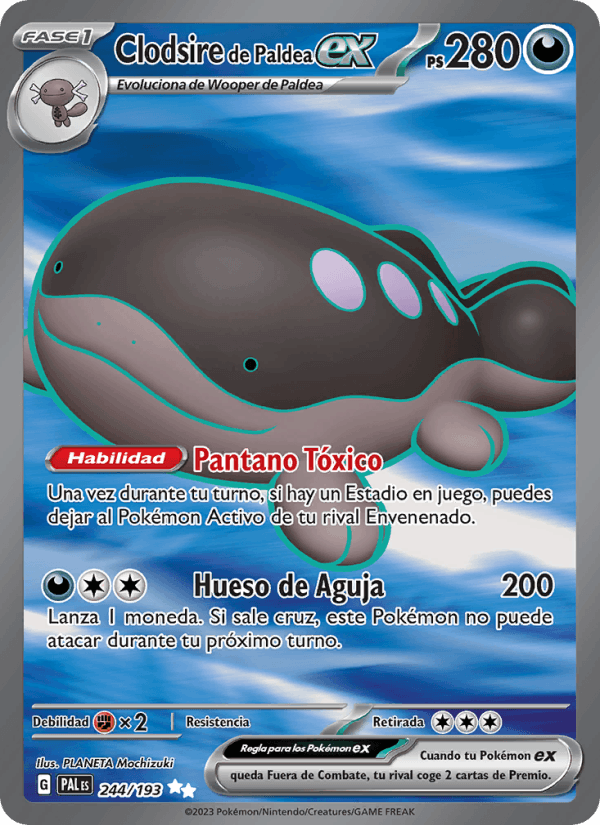 FASE 1
Clodsire de Paldea ex
PS 280
Evoluciona de Wooper de Paldea
Habilidad Pantano Tóxico
Una vez durante tu turno, si hay un Estadio en juego, puedes
dejar al Pokémon Activo de tu rival Envenenado.
Hueso de Aguja 200
Lanza 1 moneda. Si sale cruz, este Pokémon no puede
atacar durante tu próximo turno.
Debilidad ×2 Resistencia Retirada
Ilus. PLANETA Mochizuki
Regla para los Pokémon ex Cuando tu Pokémon ex
queda Fuera de Combate, tu rival coge 2 cartas de Premio.
G PAL ES 244/193
©2023 Pokémon/Nintendo/Creatures/GAME FREAK